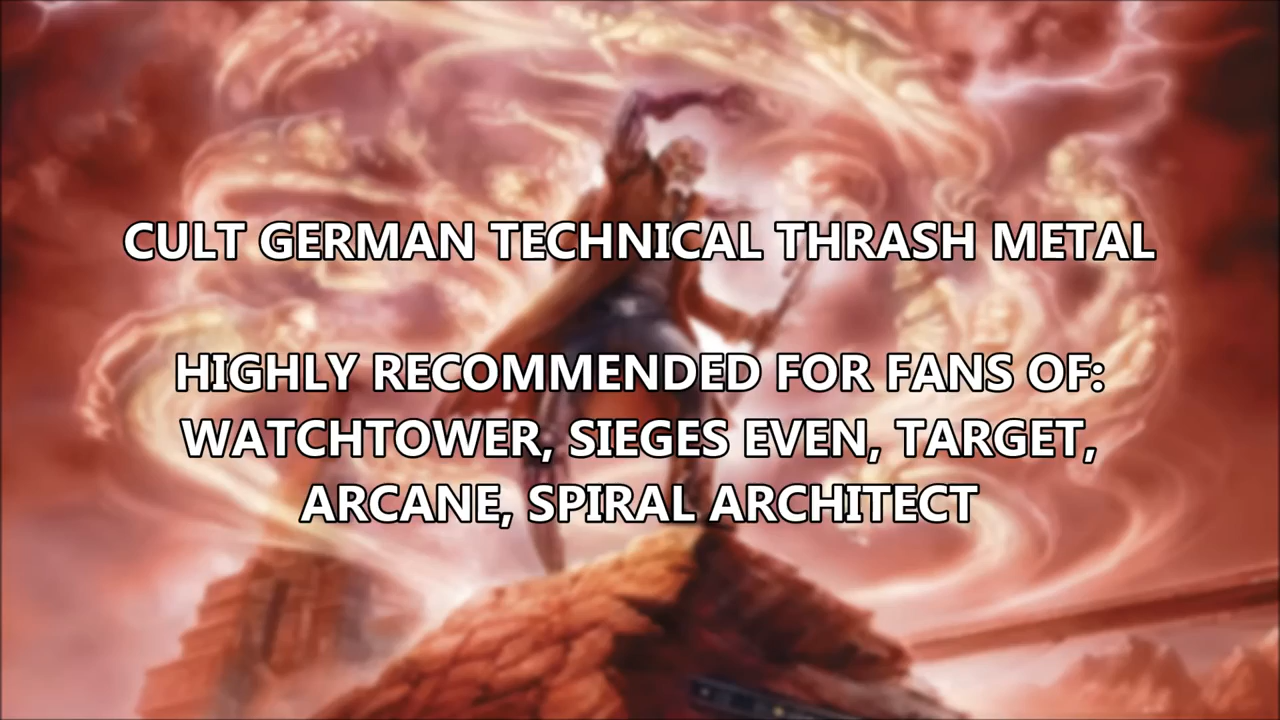 CULT GERMAN TECHNICAL THRASH METAL
HIGHLY RECOMMENDED FOR FANS OF:
WATCHTOWER, SIEGES EVEN, TARGET,
ARCANE, SPIRAL ARCHITECT